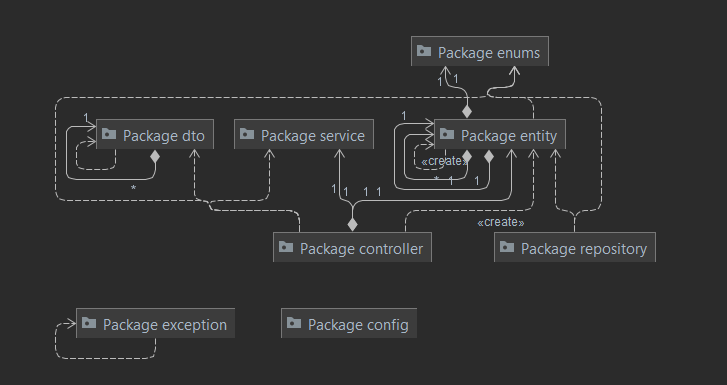 Package enums
1
1
1
1
Package dto
Package service
Package entity
«create»
*
*
1
1
1
1
1
1
1
«create»
Package controller
Package repository
Package exception
Package config